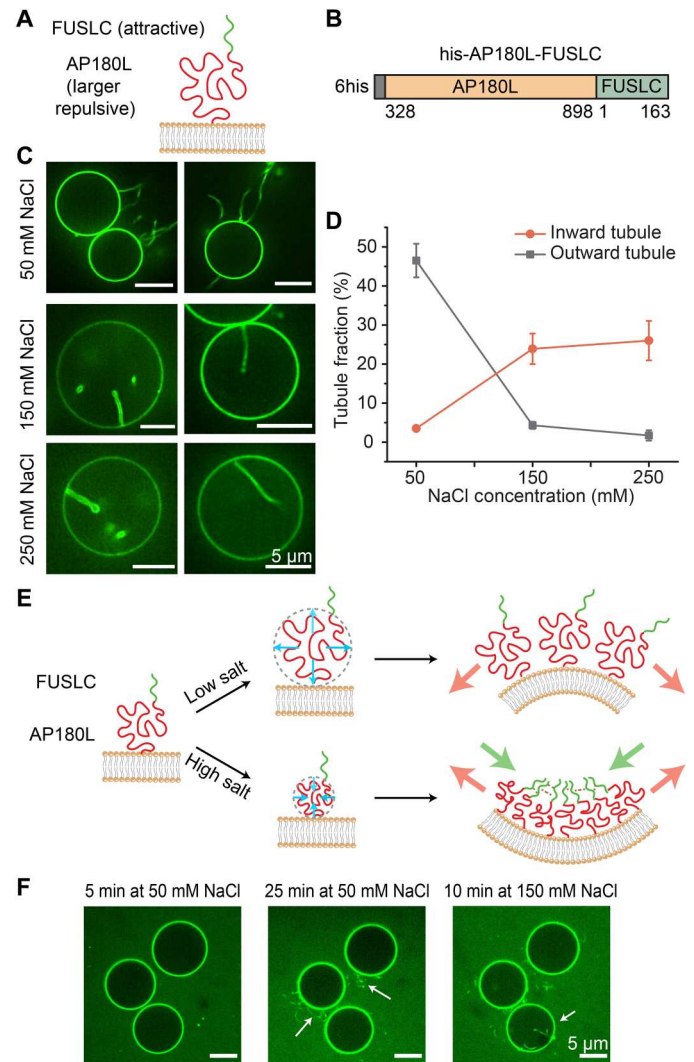 A
FUSLC (attractive)
AP180L
(larger
repulsive)
B
his-AP180L-FUSLC
6his
AP180L
FUSLC
328
898
1
163
C
50 mM NaCl
150 mM NaCl
250 mM NaCl
5 µm
D
Inward tubule
Outward tubule
Tubule fraction (%)
50
40
30
20
10
0
50
150
250
NaCl concentration (mM)
E
FUSLC
AP180L
Low salt
High salt
F
5 min at 50 mM NaCl
25 min at 50 mM NaCl
10 min at 150 mM NaCl
5 µm